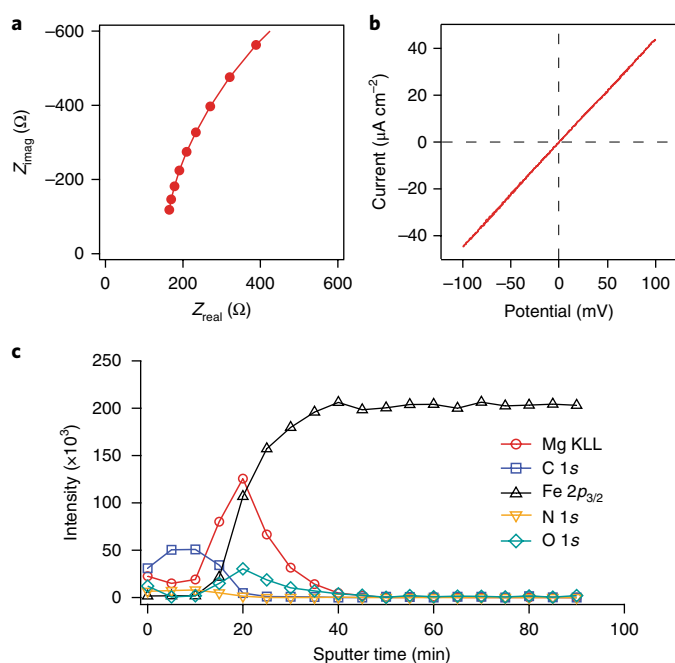 a
−600
−400
−200
0
Z_imag (Ω)
0
200
400
600
Z_real (Ω)
b
40
20
0
−20
−40
Current (μA cm⁻²)
−100
−50
0
50
100
Potential (mV)
c
250
200
150
100
50
0
Intensity (×10³)
Mg KLL
C 1s
Fe 2p₃/₂
N 1s
O 1s
0
20
40
60
80
100
Sputter time (min)